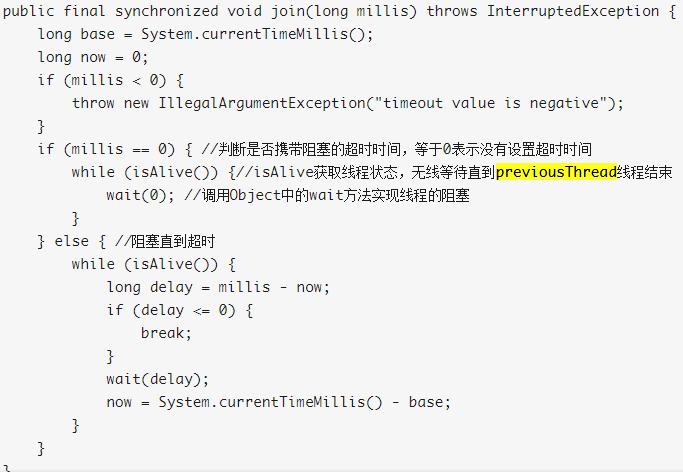 public final synchronized void join(long millis) throws InterruptedException {
    long base = System.currentTimeMillis();
    long now = 0;
    if (millis < 0) {
        throw new IllegalArgumentException("timeout value is negative");
    }
    if (millis == 0) { //判断是否携带阻塞的超时时间，等于0表示没有设置超时时间
        while (isAlive()) {//isAlive获取线程状态，无线等待直到previousThread线程结束
            wait(0); //调用Object中的wait方法实现线程的阻塞
        }
    } else { //阻塞直到超时
        while (isAlive()) {
            long delay = millis - now;
            if (delay <= 0) {
                break;
            }
            wait(delay);
            now = System.currentTimeMillis() - base;
        }
    }
}